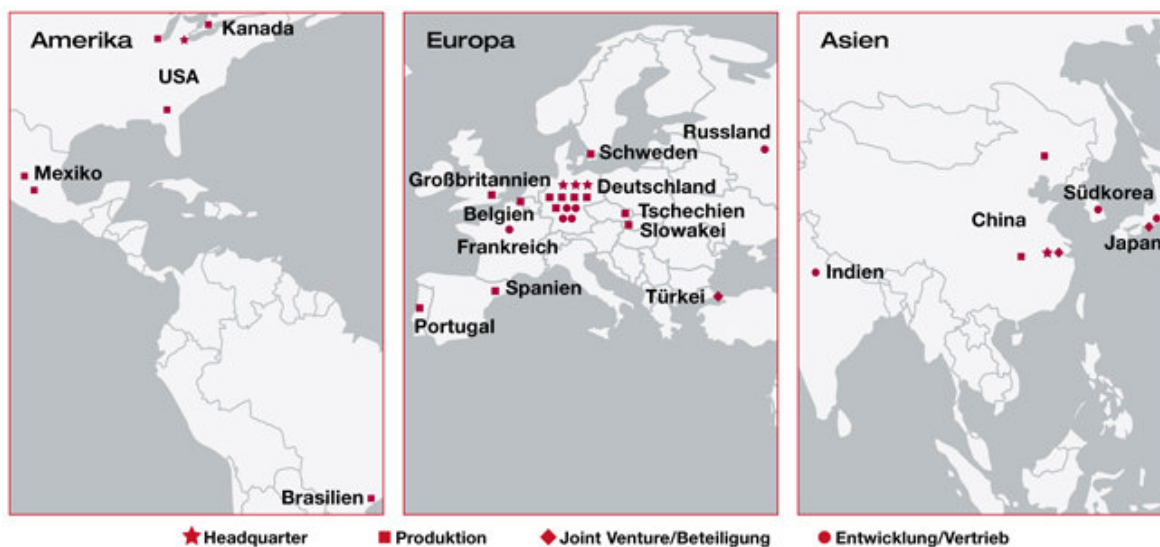 Amerika
Kanada
USA
Mexiko
Brasilien
Europa
Russland
Schweden
Großbritannien
Deutschland
Belgien
Tschechien
Slowakei
Frankreich
Spanien
Türkei
Portugal
Asien
Südkorea
China
Japan
Indien
Headquarter
Produktion
Joint Venture/Beteiligung
Entwicklung/Vertrieb